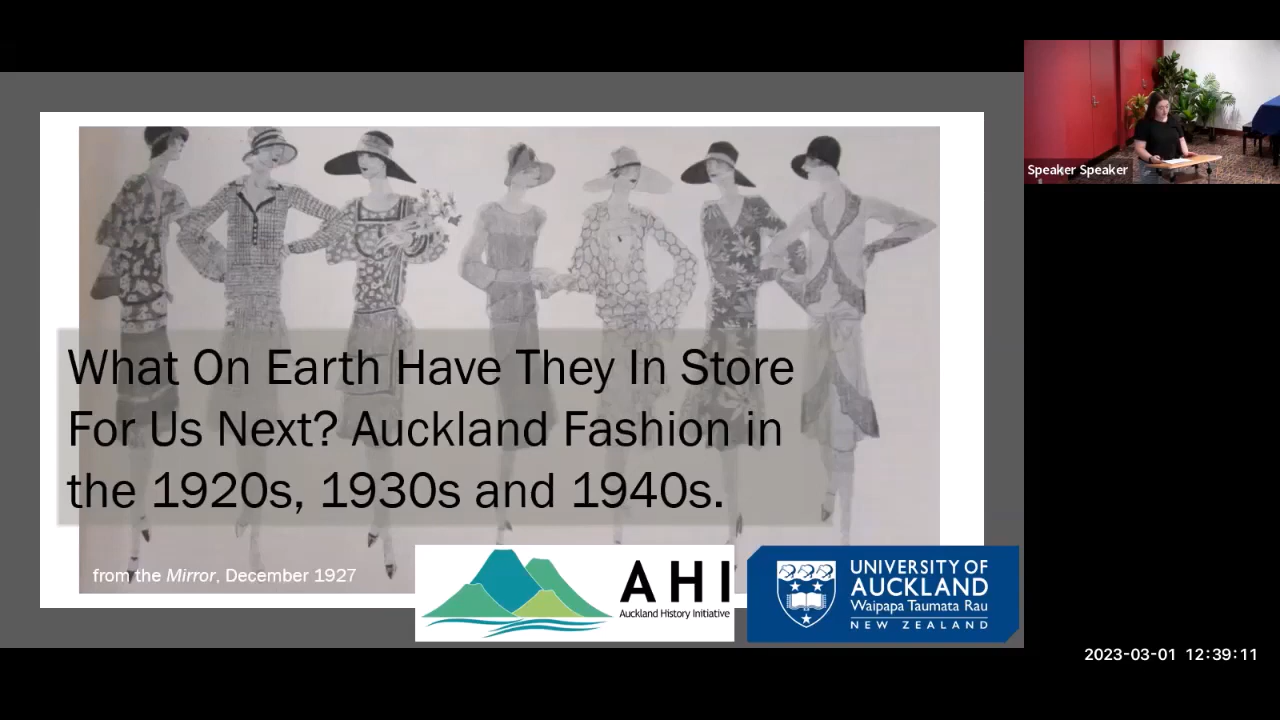 Speaker Speaker
What On Earth Have They In Store
For Us Next? Auckland Fashion in
the 1920s, 1930s and 1940s.
from the Mirror, December 1927
AHI
Auckland History Initiative
UNIVERSITY OF
AUCKLAND
Waipapa Taumata Rau
NEW ZEALAND
2023-03-01 12:39:11